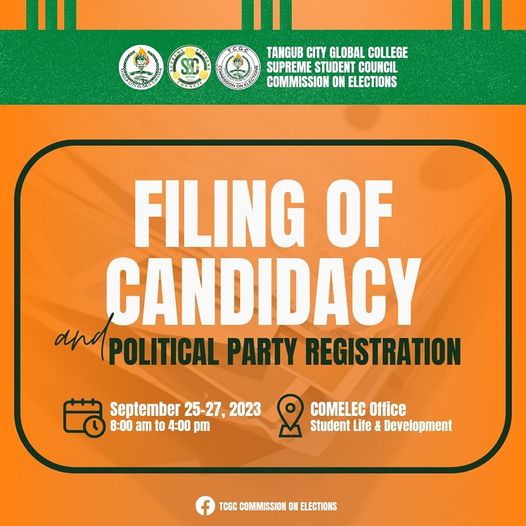 TANGUB CITY GLOBAL COLLEGE
SUPREME STUDENT COUNCIL
COMMISSION ON ELECTIONS
FILING OF
CANDIDACY
and POLITICAL PARTY REGISTRATION
September 25-27, 2023
8:00 am to 4:00 pm
COMELEC Office
Student Life & Development
TCGC COMMISSION ON ELECTIONS